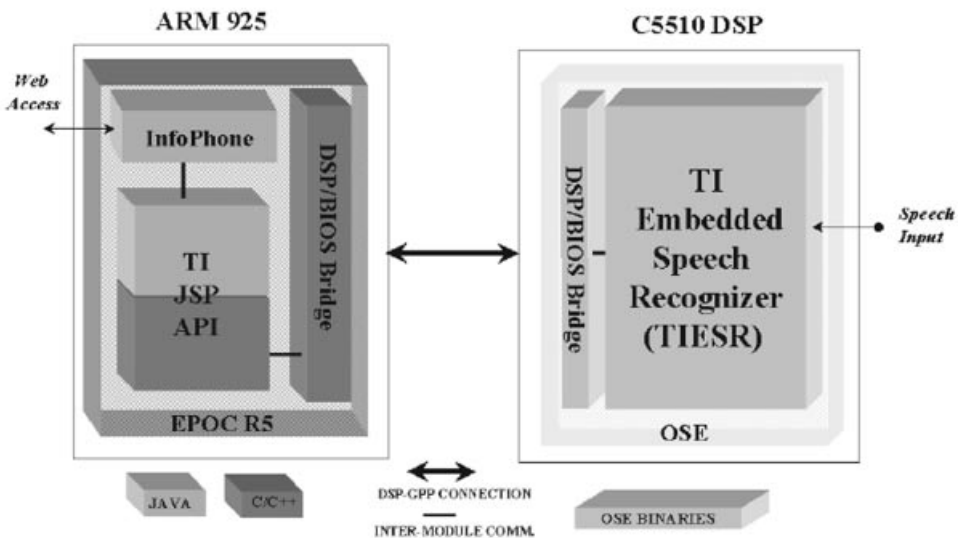 ARM 925
C5510 DSP
Web
Access
InfoPhone
DSP/BIOS Bridge
TI
JSP
API
EPOC R5
DSP/BIOS Bridge
TI
Embedded
Speech
Recognizer
(TIESR)
Speech
Input
OSE
JAVA
C/C++
DSP-GPP CONNECTION
INTER-MODULE COMM.
OSE BINARIES